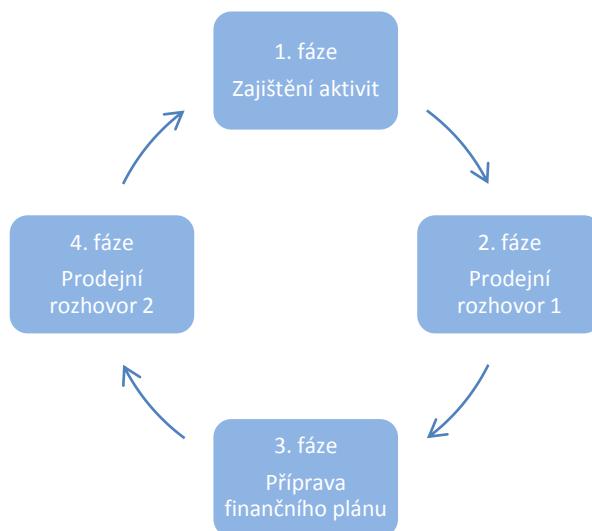 1. fáze
Zajištění aktivit
2. fáze
Prodejní
rozhovor 1
3. fáze
Příprava
finančního plánu
4. fáze
Prodejní
rozhovor 2